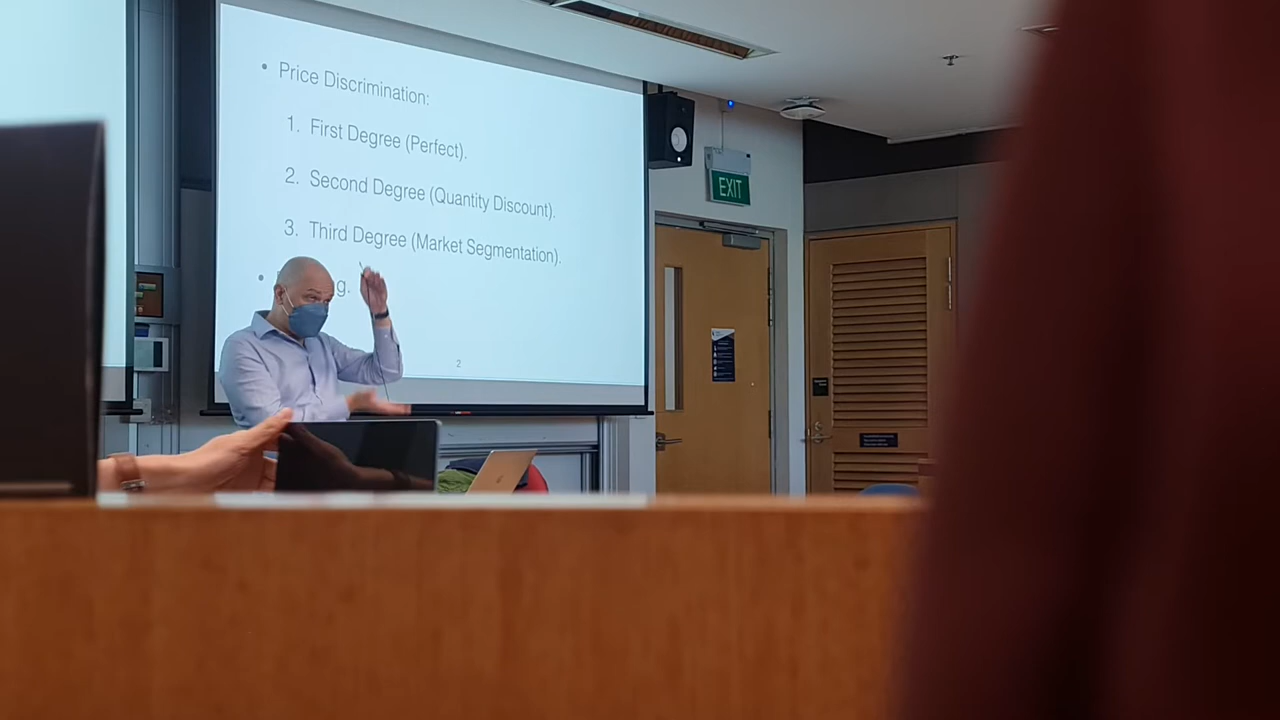 • Price Discrimination:
1. First Degree (Perfect).
2. Second Degree (Quantity Discount).
3. Third Degree (Market Segmentation).
• g.
2
EXIT